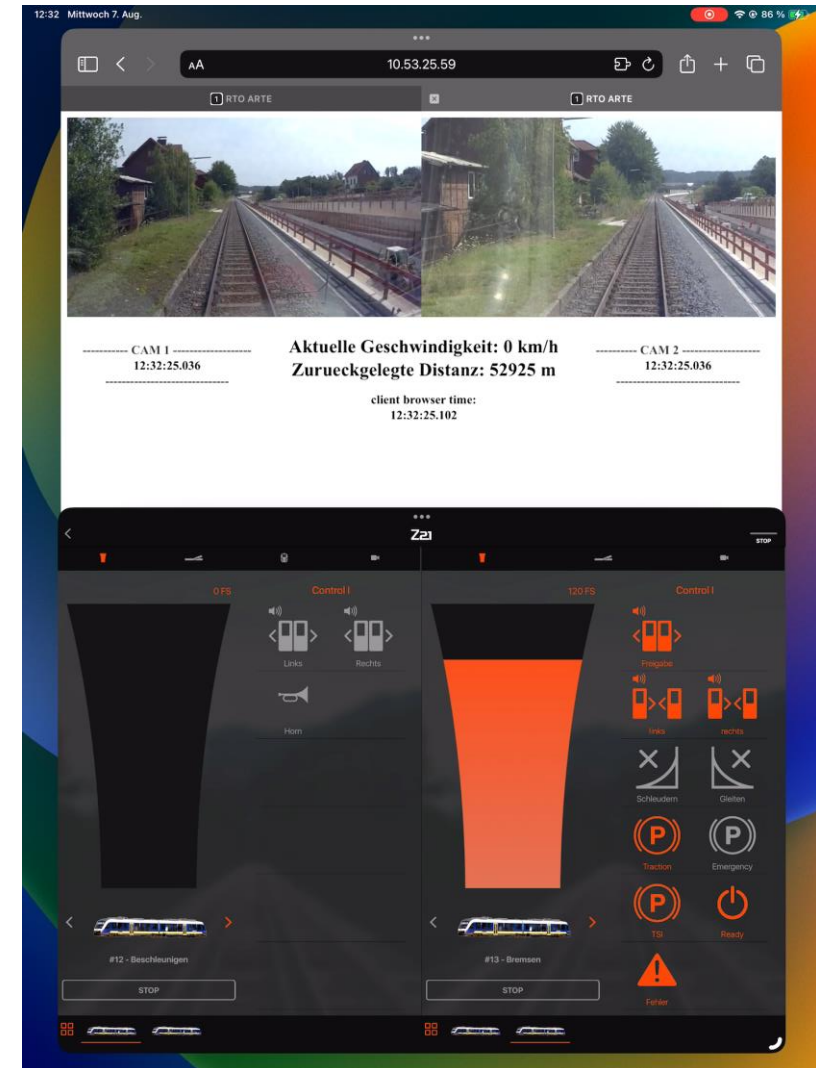 12:32 Mittwoch 7. Aug.
86 %
AA
10.53.25.59
1 RTO ARTE
1 RTO ARTE
---------- CAM 1 ------------------
12:32:25.036
----------------------------
Aktuelle Geschwindigkeit: 0 km/h
Zurueckgelegte Distanz: 52925 m
client browser time:
12:32:25.102
--------- CAM 2 ------------------
12:32:25.036
----------------------------
Z21
STOP
0 FS
Control I
Links
Rechts
Horn
#12 - Beschleunigen
STOP
120 FS
Control I
Freigabe
links
rechts
Schleudern
Gleiten
(P)
(P)
Traction
Emergency
(P)
TSI
Ready
Fehler
#13 - Bremsen
STOP